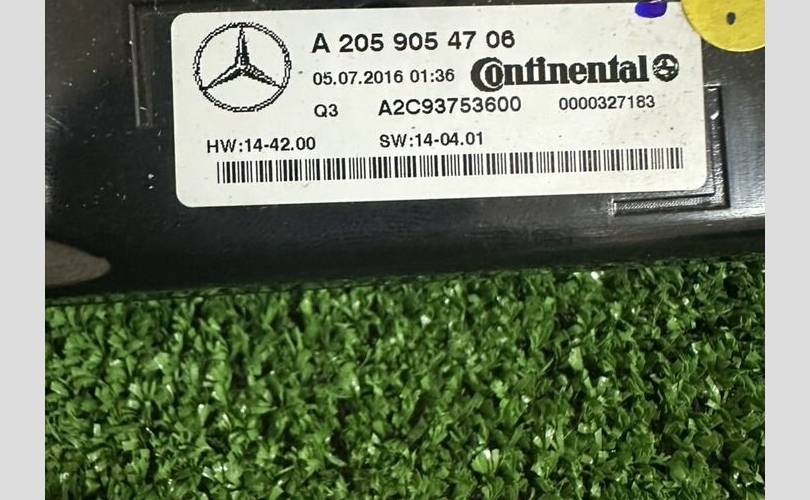 A 205 905 47 06
05.07.2016 01:36 Continental
Q3 A2C93753600 0000327183
HW:14-42.00 SW:14-04.01